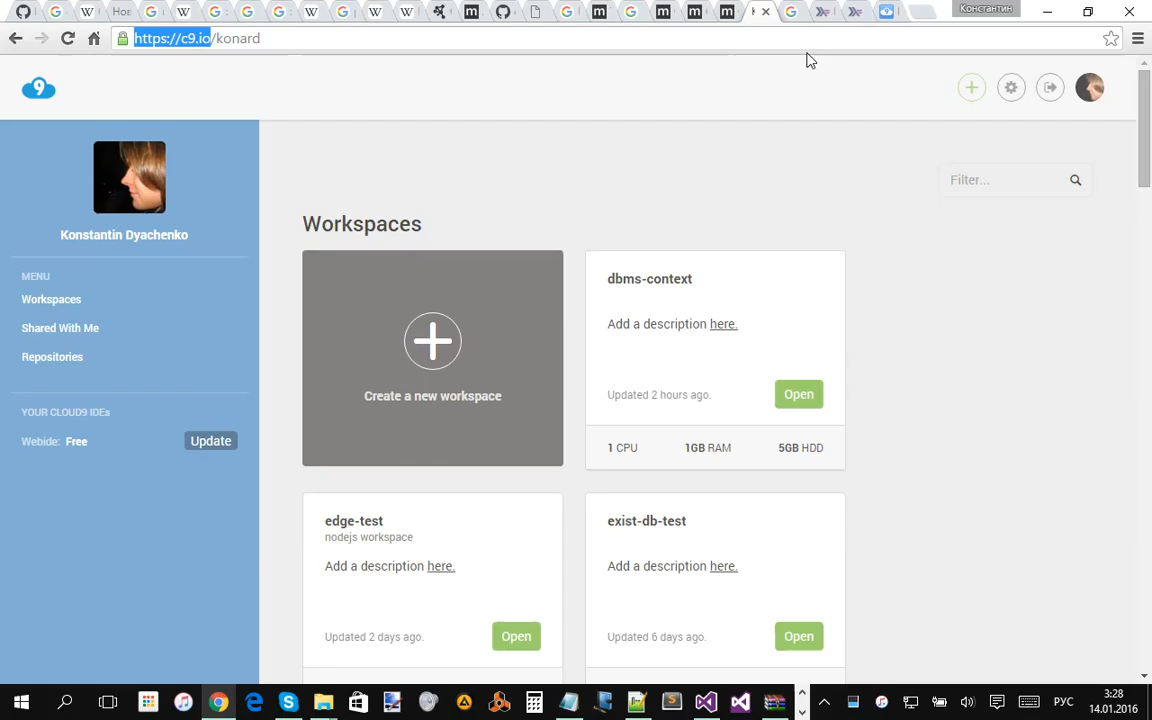 Константин
https://c9.io/konard
9
Filter...
Konstantin Dyachenko
MENU
Workspaces
Shared With Me
Repositories
YOUR CLOUD9 IDEs
Webide: Free
Update
Workspaces
Create a new workspace
dbms-context
Add a description here.
Updated 2 hours ago.
Open
1 CPU 1GB RAM 5GB HDD
edge-test
nodejs workspace
Add a description here.
Updated 2 days ago.
Open
exist-db-test
Add a description here.
Updated 6 days ago.
Open
РУС
3:28
14.01.2016